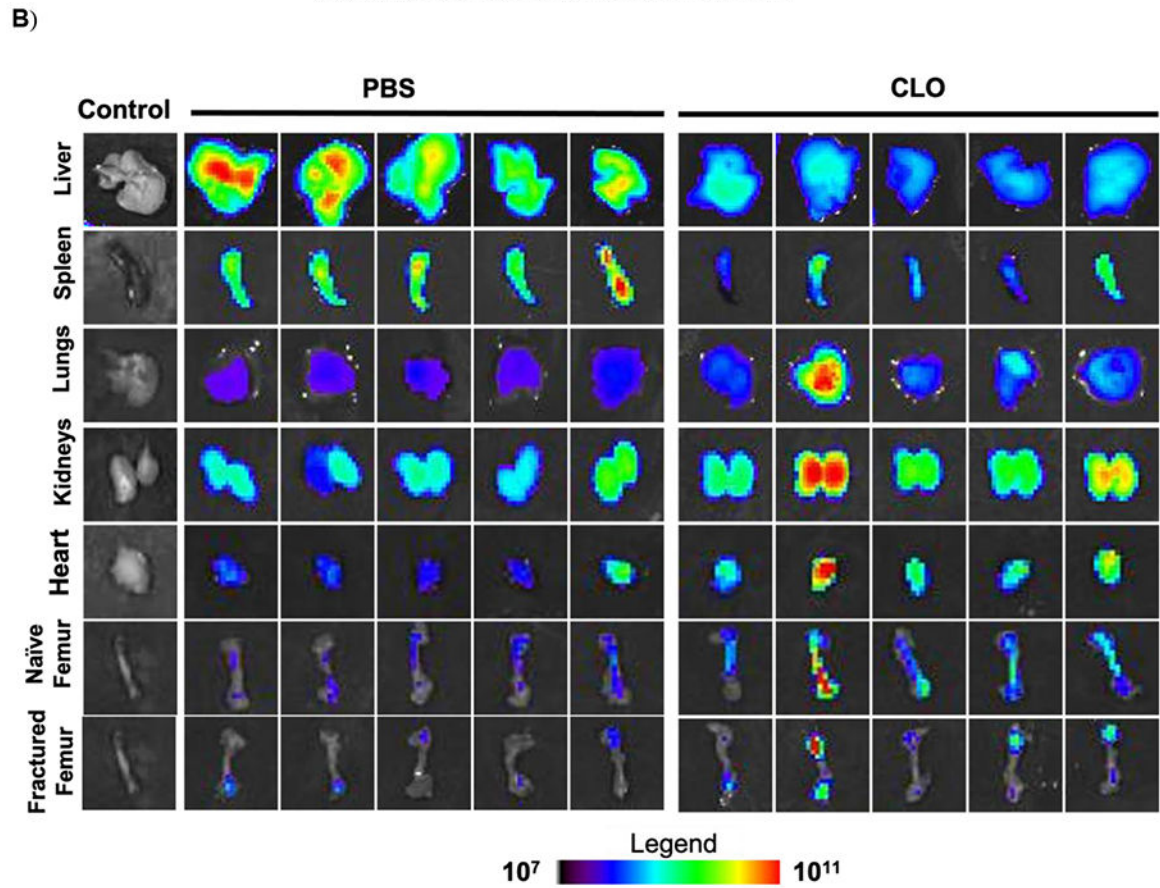 B)
PBS
CLO
Control
Liver
Spleen
Lungs
Kidneys
Heart
Naïve
Femur
Fractured
Femur
Legend
10⁷
10¹¹